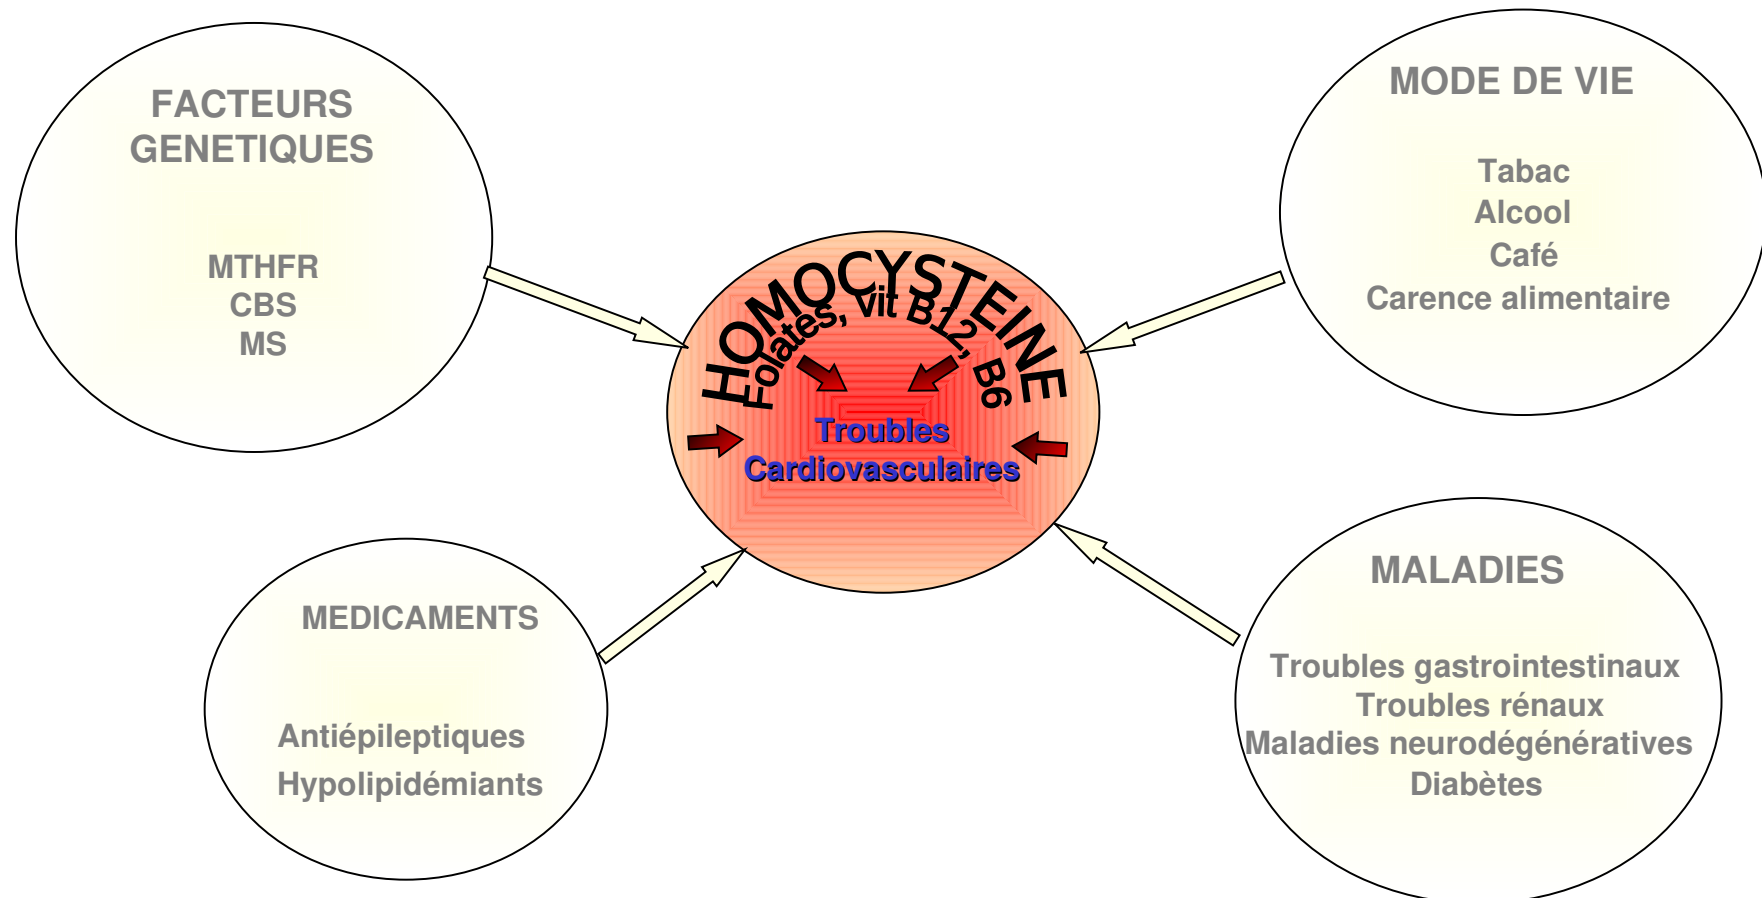 FACTEURS
GENETIQUES
MTHFR
CBS
MS
MODE DE VIE
Tabac
Alcool
Café
Carence alimentaire
HOMOCYSTEINE
Folates, vit B12, B6
Troubles
Cardiovasculaires
MEDICAMENTS
Antiépileptiques
Hypolipidémiants
MALADIES
Troubles gastrointestinaux
Troubles rénaux
Maladies neurodégénératives
Diabètes